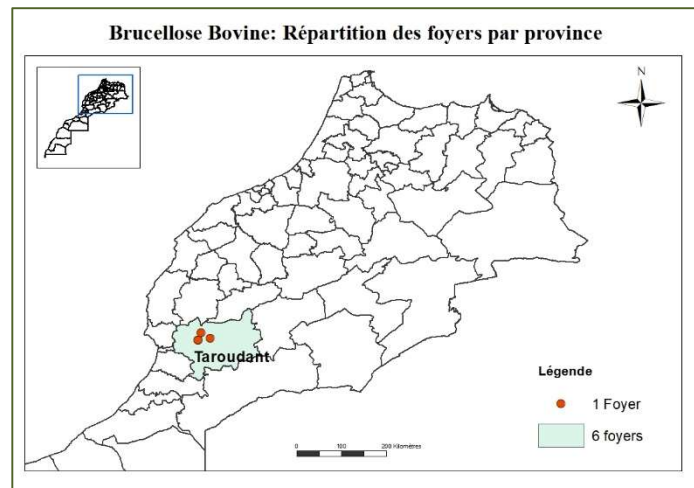 Brucellose Bovine: Répartition des foyers par province
N
Taroudant
Légende
1 Foyer
6 foyers
0 100 200 Kilomètres